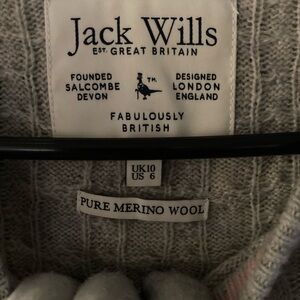 Jack Wills
EST. GREAT BRITAIN
FOUNDED
SALCOMBE
DEVON
TM.
DESIGNED
LONDON
ENGLAND
FABULOUSLY
BRITISH
UK10
US 6
PURE MERINO WOOL